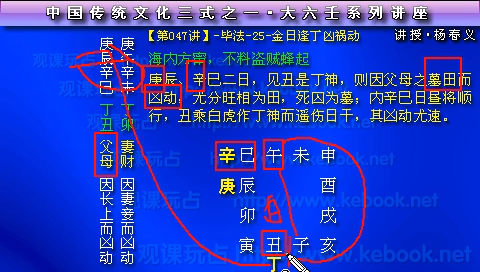 中国传统文化三式之一·大六壬系列讲座
【第047讲】-毕法-25-金日逢丁凶祸动
讲授·杨春义
海内方宁，不料盗贼蜂起
庚辰、辛巳二日，见丑是丁神，则因父母之墓田而
凶动，尤分旺相为田，死囚为墓；内辛巳日昼将顺
行，丑乘白虎作丁神而遥伤日干，其凶动尤速。
庚辰辛巳
丁丑
父母
因长上而凶动
丁卯
妻财
因妻妾而凶动
辛 巳 午 未 申
庚 辰 酉
卯 戌
寅 丑 子 亥
丁
观课玩占
http://www.kebook.net